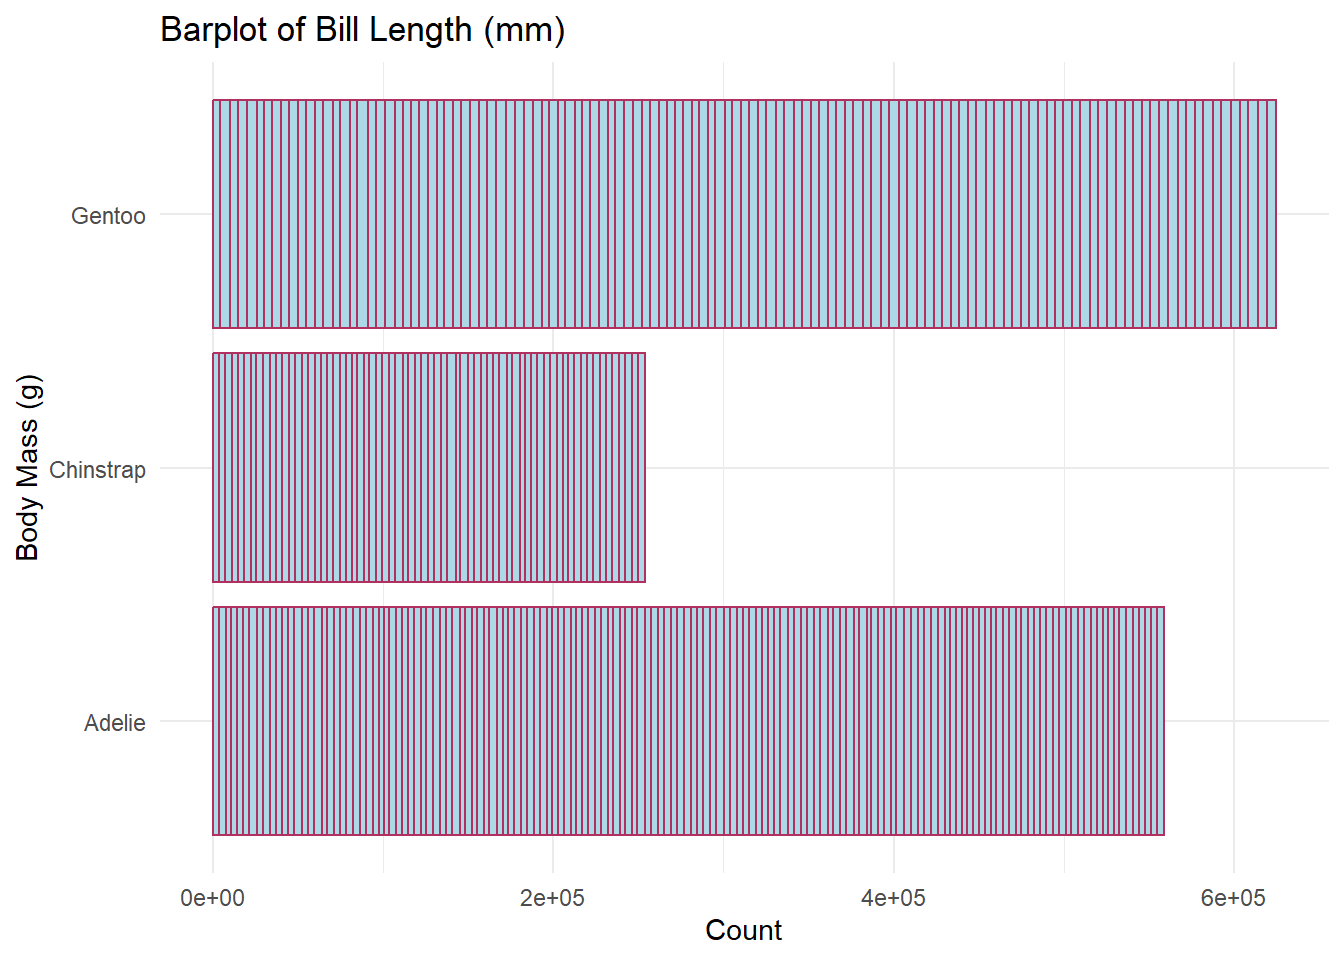 Barplot of Bill Length (mm)
Gentoo
Chinstrap
Adelie
Body Mass (g)
0e+00 2e+05 4e+05 6e+05
Count